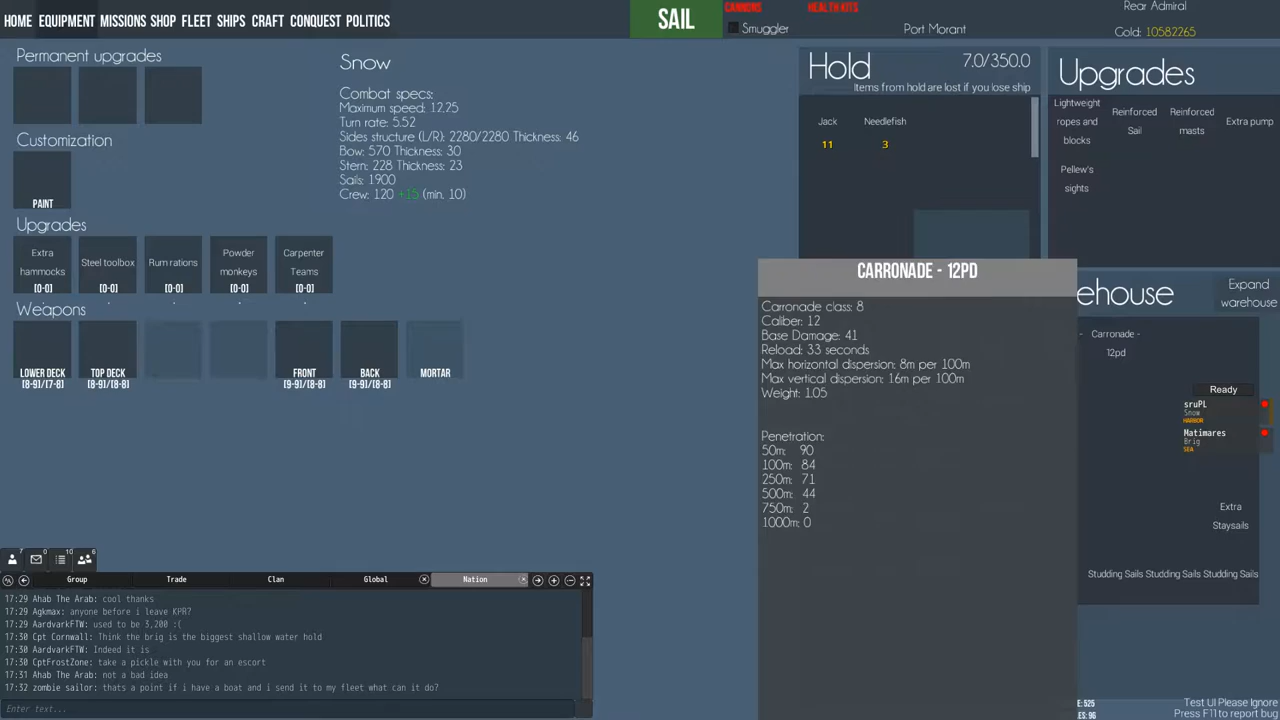 HOME EQUIPMENT MISSIONS SHOP FLEET SHIPS CRAFT CONQUEST POLITICS
SAIL
CANNONS
HEALTH KITS
Smuggler
Port Morant
Rear Admiral
Gold: 10582265
Permanent upgrades
Customization
PAINT
Upgrades
Extra hammocks
[0-0]
Steel toolbox
[0-0]
Rum rations
[0-0]
Powder monkeys
[0-0]
Carpenter Teams
[0-0]
Weapons
LOWER DECK
[8-9]/[7-8]
TOP DECK
[8-9]/[8-8]
FRONT
[9-9]/[8-8]
BACK
[9-9]/[8-8]
MORTAR
Snow
Combat specs:
Maximum speed: 12.25
Turn rate: 5.52
Sides structure (L/R): 2280/2280 Thickness: 46
Bow: 570 Thickness: 30
Stern: 228 Thickness: 23
Sails: 1900
Crew: 120 +15 (min. 10)
Hold
7.0/350.0
Items from hold are lost if you lose ship
Jack
11
Needlefish
3
Upgrades
Lightweight ropes and blocks
Reinforced Sail
Reinforced masts
Extra pump
Pellew's sights
CARRONADE - 12PD
Carronade class: 8
Caliber: 12
Base Damage: 41
Reload: 33 seconds
Max horizontal dispersion: 8m per 100m
Max vertical dispersion: 16m per 100m
Weight: 1.05
Penetration:
50m: 90
100m: 84
250m: 71
500m: 44
750m: 2
1000m: 0
ehouse
Expand warehouse
- Carronade -
12pd
Ready
sruPL
Snow
HARBOR
Matimares
Brig
SEA
Extra
Staysails
Studding Sails Studding Sails Studding Sails
7 0 10 6
Group Trade Clan Global Nation
17:29 Ahab The Arab: cool thanks
17:29 Agkmax: anyone before i leave KPR?
17:29 AardvarkFTW: used to be 3,200 :(
17:30 Cpt Cornwall: Think the brig is the biggest shallow water hold
17:30 AardvarkFTW: Indeed it is
17:30 CptFrostZone: take a pickle with you for an escort
17:31 Ahab The Arab: not a bad idea
17:32 zombie sailor: thats a point if i have a boat and i send it to my fleet what can it do?
Enter text...
E: 525
ES: 96
Test UI Please Ignore
Press F11 to report bug